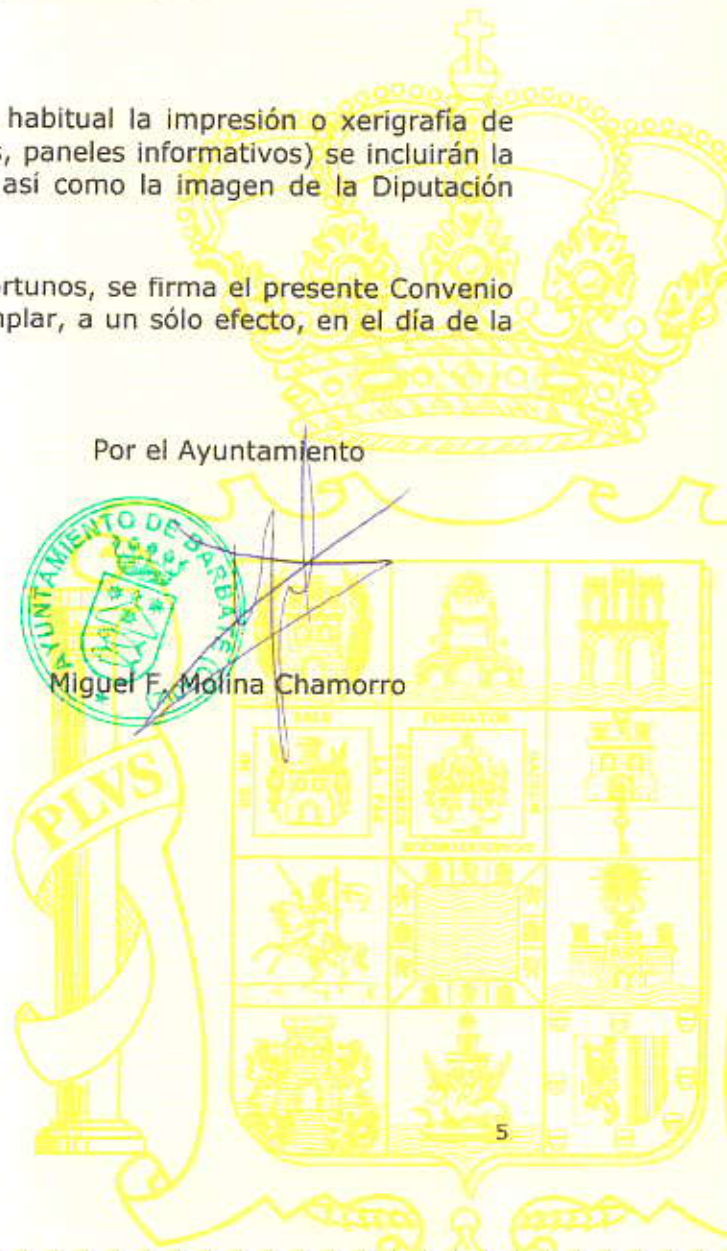 habitual la impresión o xerigrafía de
s, paneles informativos) se incluirán la
así como la imagen de la Diputación
ortunos, se firma el presente Convenio
mplar, a un sólo efecto, en el día de la
Por el Ayuntamiento
AYUNTAMIENTO DE BARBATE
Miguel F. Molina Chamorro
PLVS
5